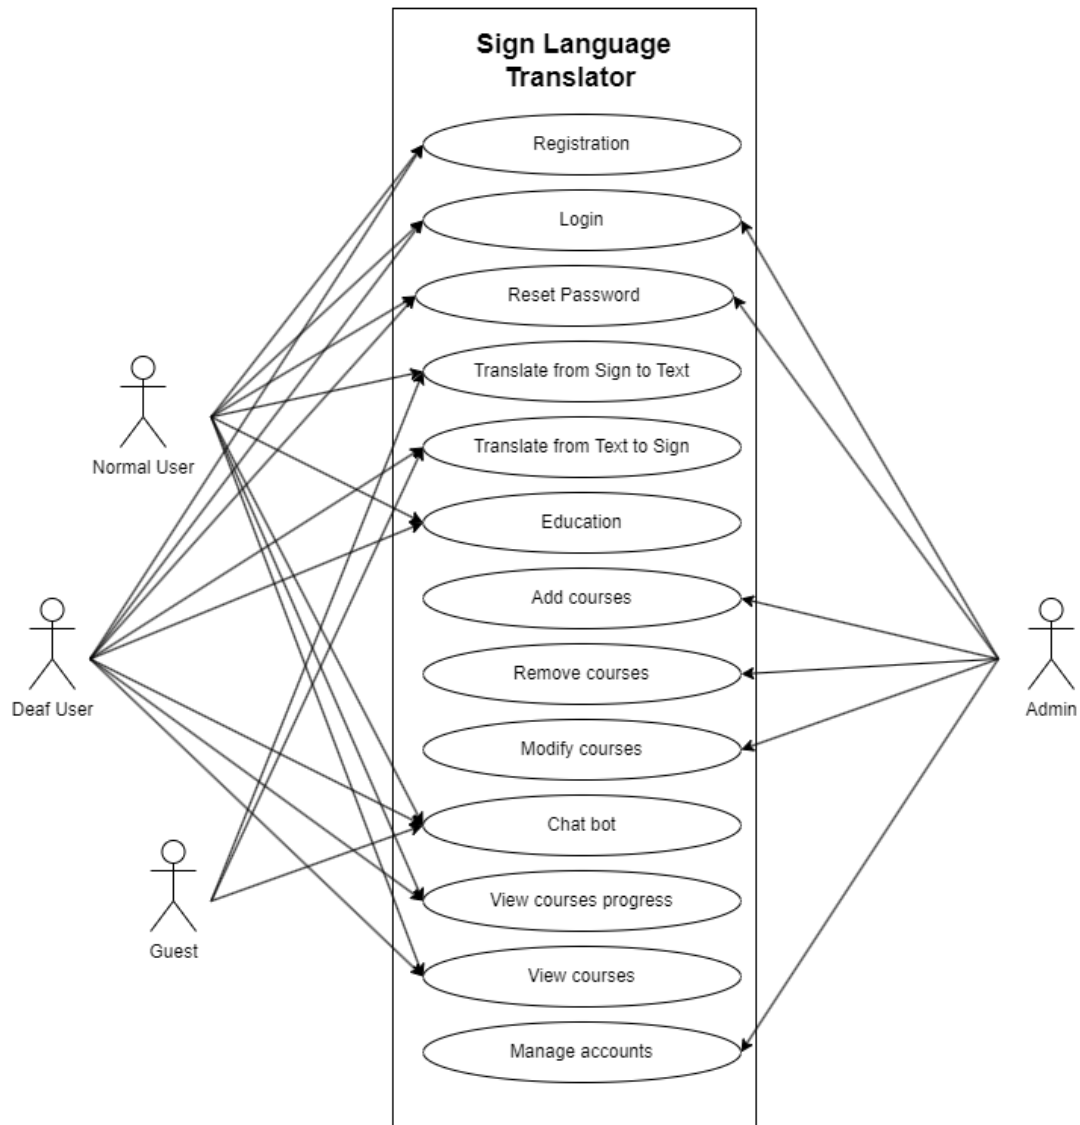 Sign Language
Translator
Registration
Login
Reset Password
Translate from Sign to Text
Normal User
Translate from Text to Sign
Education
Add courses
Remove courses
Deaf User
Admin
Modify courses
Chat bot
View courses progress
Guest
View courses
Manage accounts